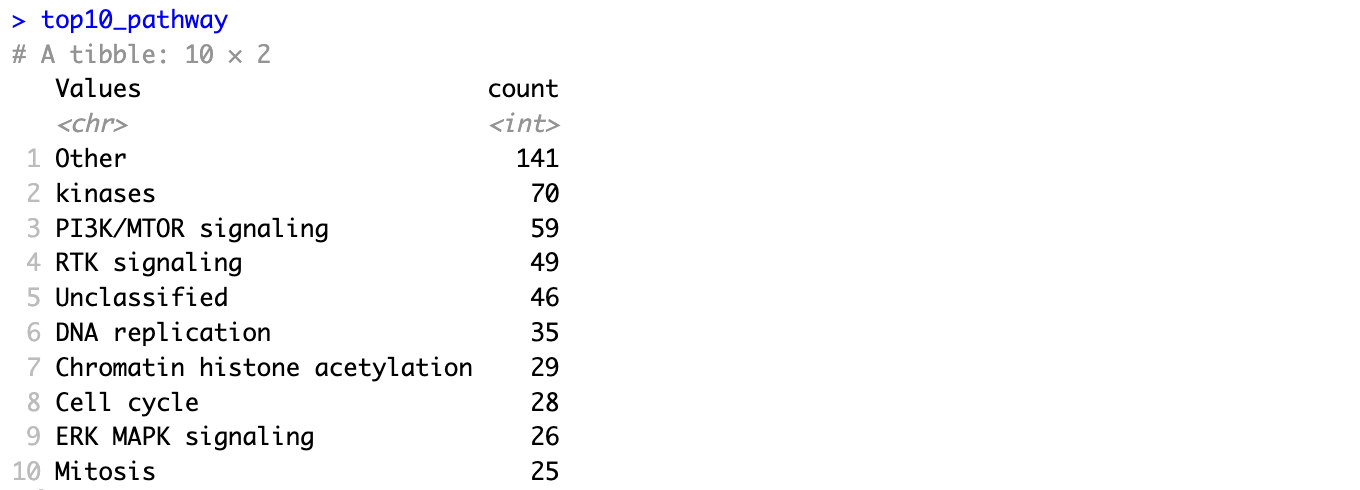 > top10_pathway
# A tibble: 10 × 2
Values count
<chr> <int>
1 Other 141
2 kinases 70
3 PI3K/MTOR signaling 59
4 RTK signaling 49
5 Unclassified 46
6 DNA replication 35
7 Chromatin histone acetylation 29
8 Cell cycle 28
9 ERK MAPK signaling 26
10 Mitosis 25